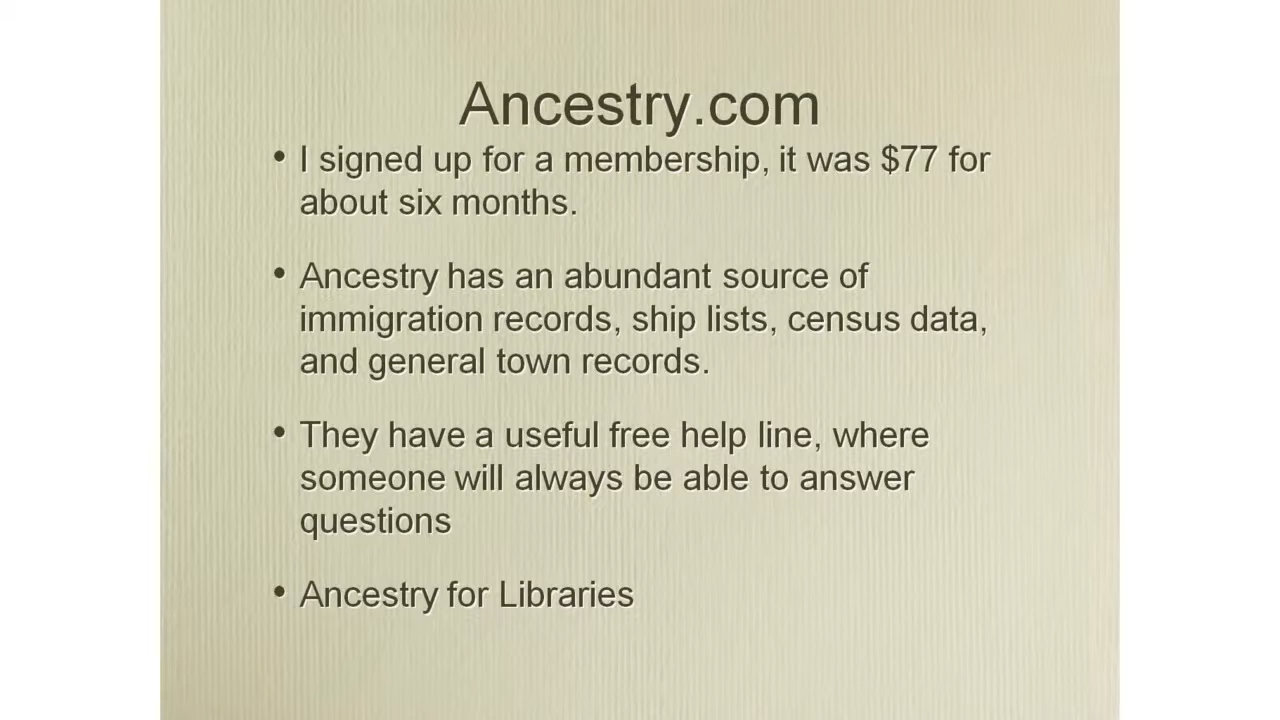 Ancestry.com
• I signed up for a membership, it was $77 for
about six months.
• Ancestry has an abundant source of
immigration records, ship lists, census data,
and general town records.
• They have a useful free help line, where
someone will always be able to answer
questions
• Ancestry for Libraries